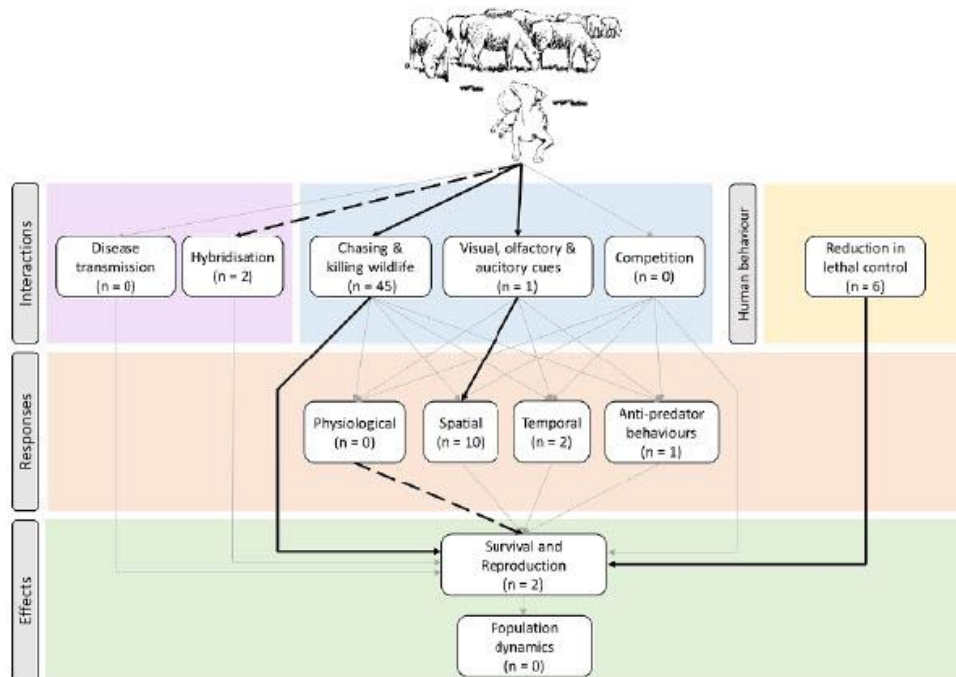 Interactions
Disease
transmission
(n = 0)
Hybridisation
(n = 2)
Chasing &
killing wildlife
(n = 45)
Visual, olfactory &
auditory cues
(n = 1)
Competition
(n = 0)
Human behaviour
Reduction in
lethal control
(n = 6)
Responses
Physiological
(n = 0)
Spatial
(n = 10)
Temporal
(n = 2)
Anti-predator
behaviours
(n = 1)
Effects
Survival and
Reproduction
(n = 2)
Population
dynamics
(n = 0)